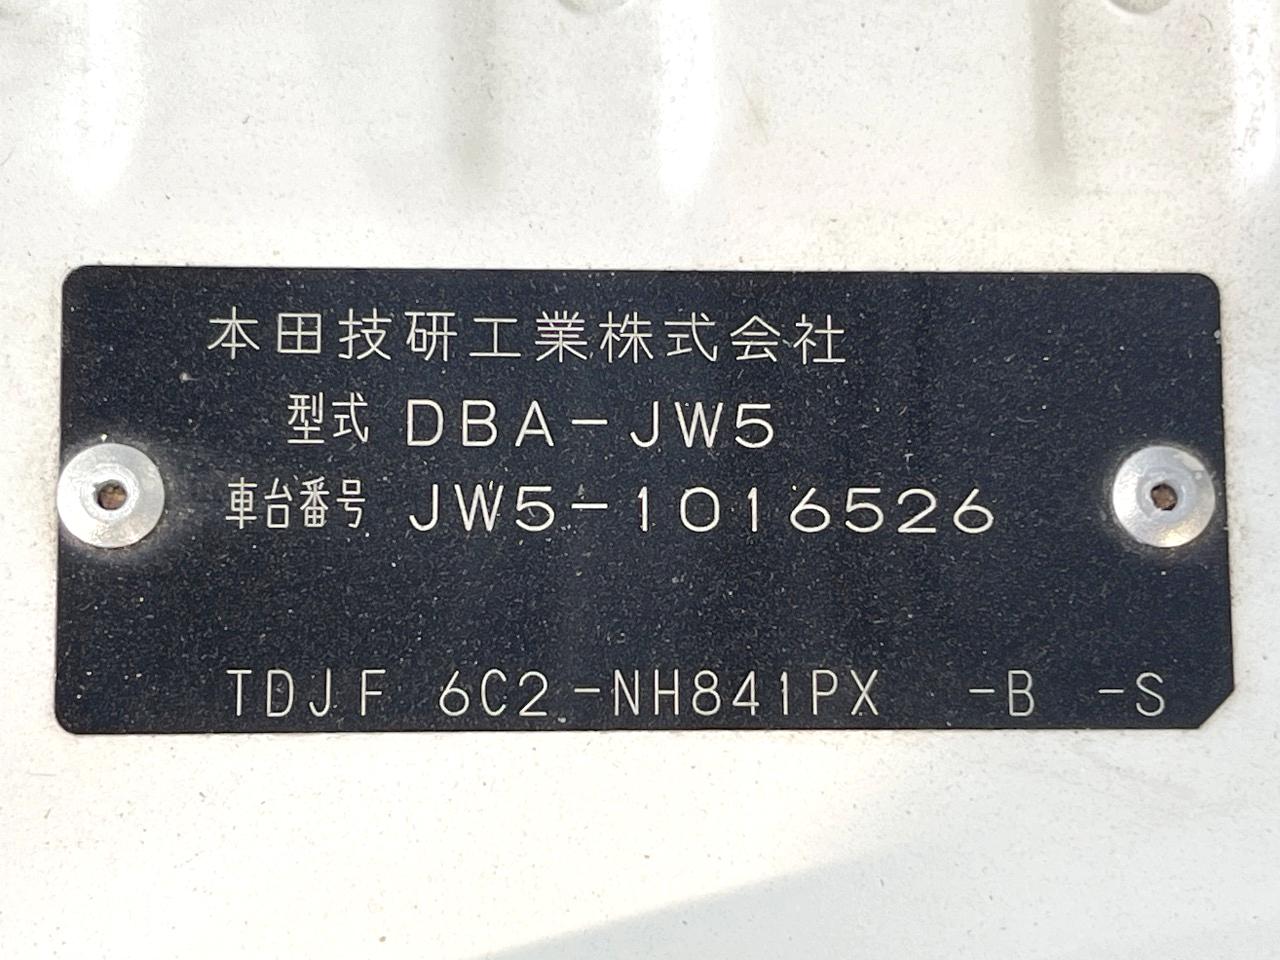 本田技研工業株式会社
型式 DBA-JW5
車台番号 JW5-1016526
TDJF 6C2-NH841PX -B -S